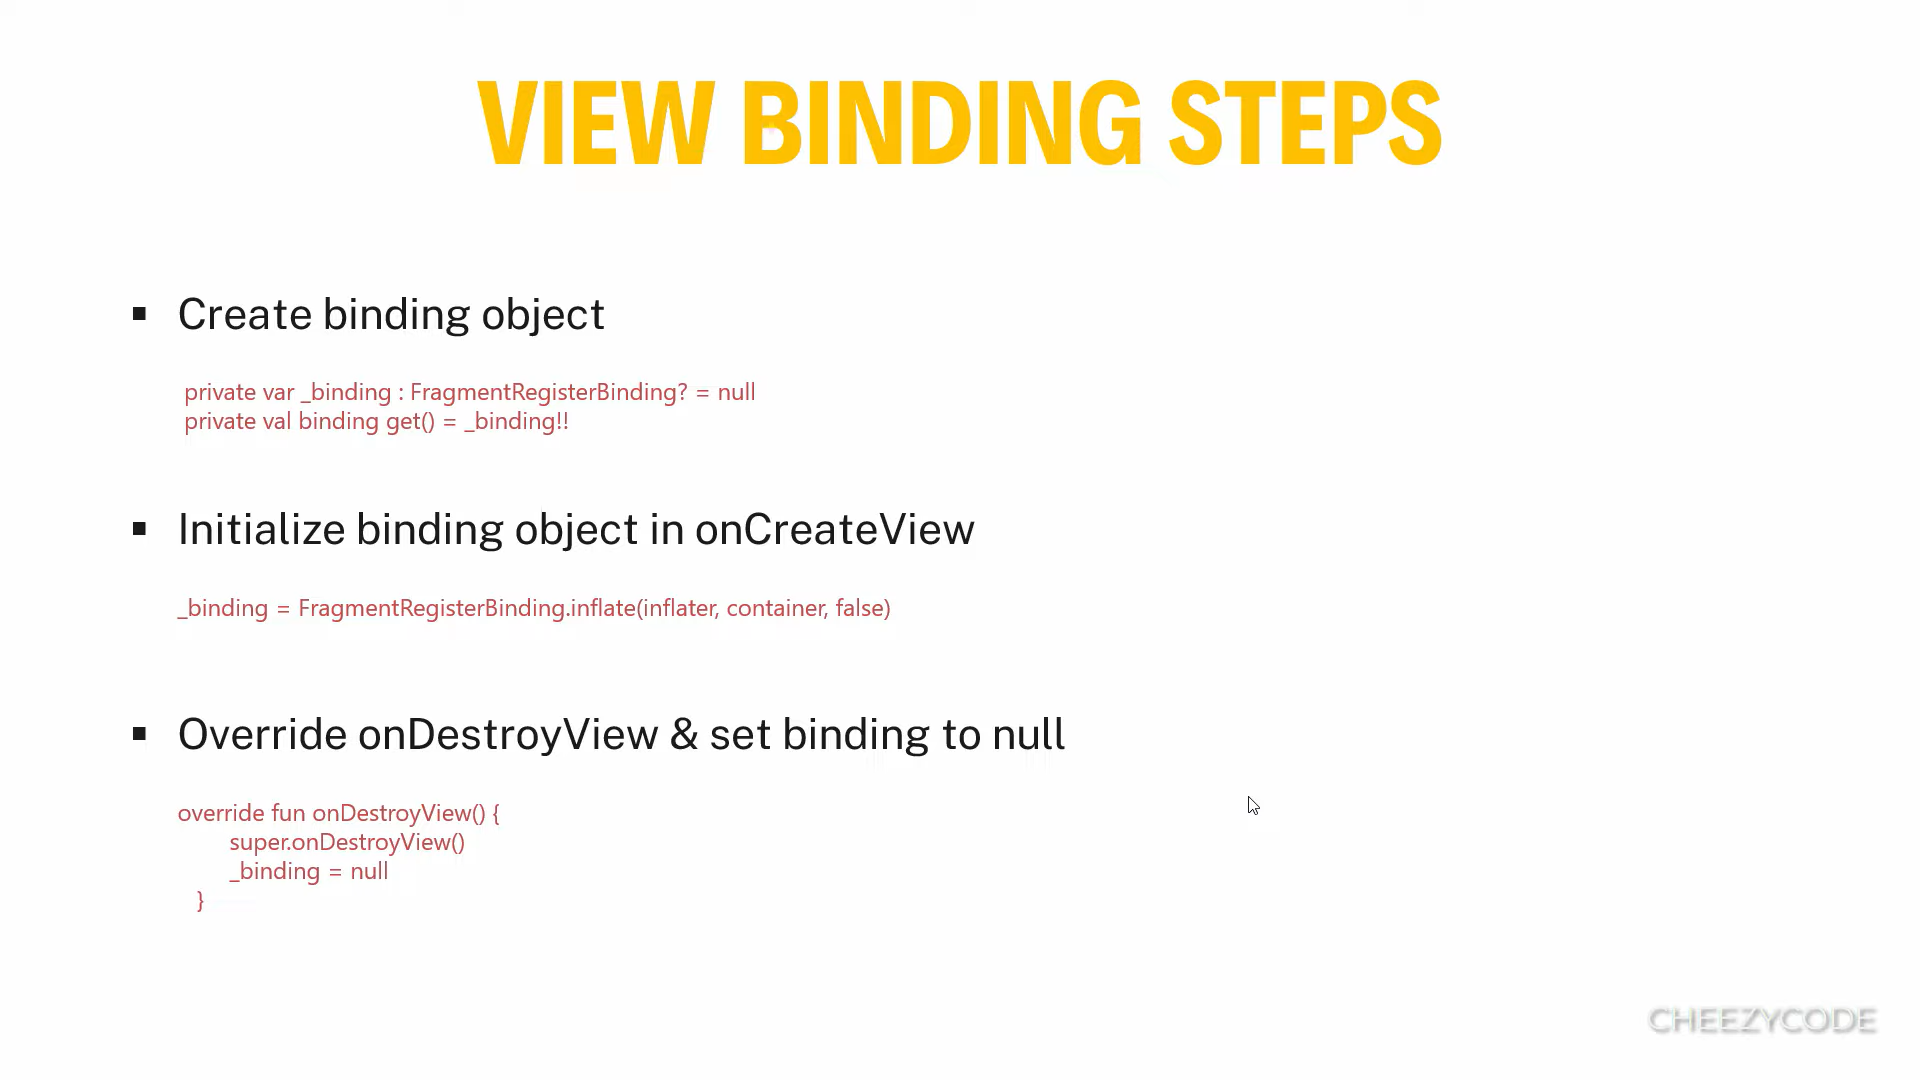 VIEW BINDING STEPS
▪ Create binding object
private var _binding : FragmentRegisterBinding? = null
private val binding get() = _binding!!
▪ Initialize binding object in onCreateView
_binding = FragmentRegisterBinding.inflate(inflater, container, false)
▪ Override onDestroyView & set binding to null
override fun onDestroyView() {
super.onDestroyView()
_binding = null
}
CHEEZYCODE